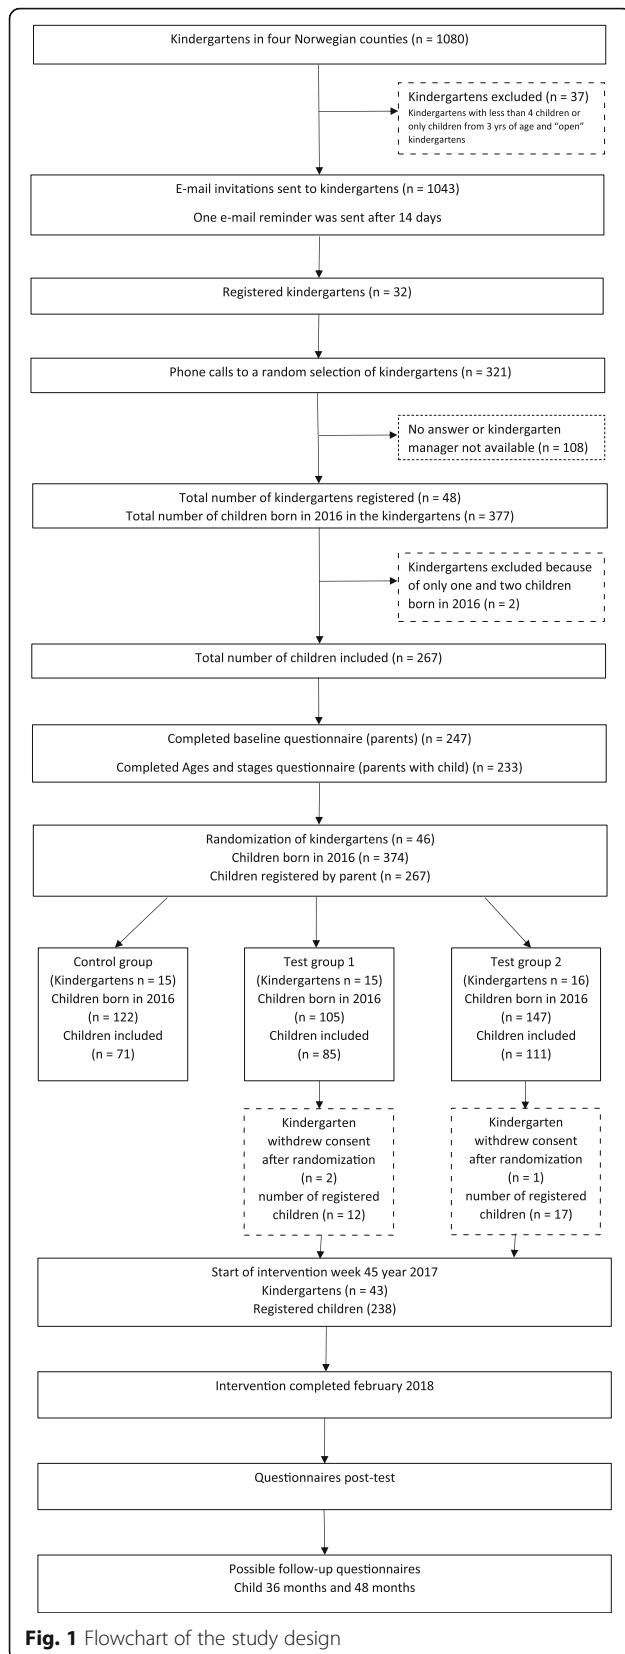 Kindergartens in four Norwegian counties (n = 1080)
Kindergartens excluded (n = 37)
Kindergartens with less than 4 children or
only children from 3 yrs of age and "open"
kindergartens
E-mail invitations sent to kindergartens (n = 1043)
One e-mail reminder was sent after 14 days
Registered kindergartens (n = 32)
Phone calls to a random selection of kindergartens (n = 321)
No answer or kindergarten
manager not available (n = 108)
Total number of kindergartens registered (n = 48)
Total number of children born in 2016 in the kindergartens (n = 377)
Kindergartens excluded because
of only one and two children
born in 2016 (n = 2)
Total number of children included (n = 267)
Completed baseline questionnaire (parents) (n = 247)
Completed Ages and stages questionnaire (parents with child) (n = 233)
Randomization of kindergartens (n = 46)
Children born in 2016 (n = 374)
Children registered by parent (n = 267)
Control group
(Kindergartens n = 15)
Children born in 2016
(n = 122)
Children included
(n = 71)
Test group 1
(Kindergartens n = 15)
Children born in 2016
(n = 105)
Children included
(n = 85)
Test group 2
(Kindergartens n = 16)
Children born in 2016
(n = 147)
Children included
(n = 111)
Kindergarten
withdrew consent
after randomization
(n = 2)
number of registered
children (n = 12)
Kindergarten
withdrew consent
after randomization
(n = 1)
number of registered
children (n = 17)
Start of intervention week 45 year 2017
Kindergartens (n = 43)
Registered children (238)
Intervention completed february 2018
Questionnaires post-test
Possible follow-up questionnaires
Child 36 months and 48 months
Fig. 1 Flowchart of the study design